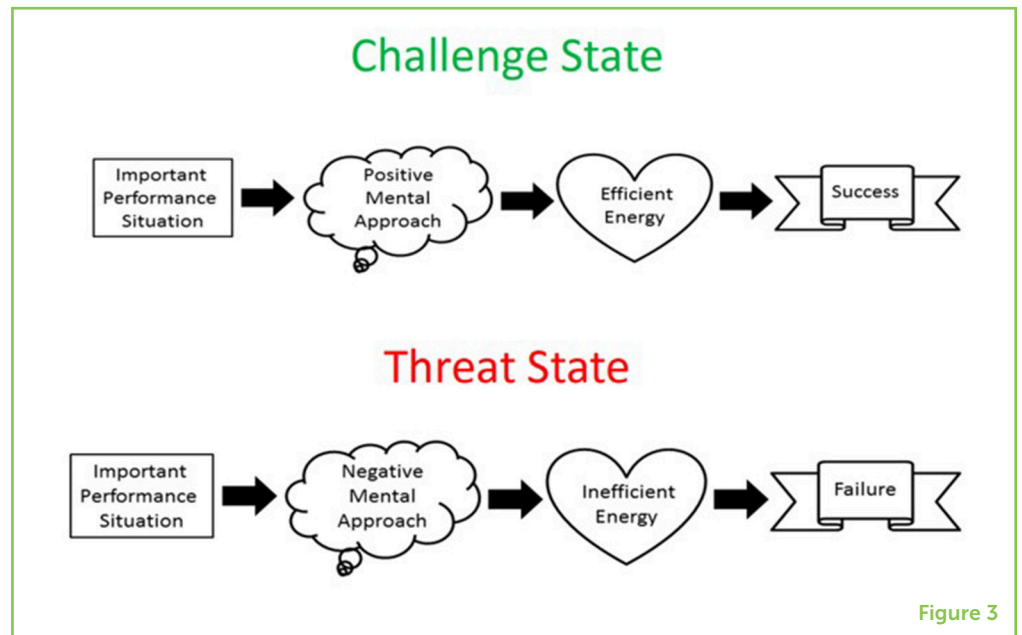 Challenge State
Important
Performance
Situation
Positive
Mental
Approach
Efficient
Energy
Success
Threat State
Important
Performance
Situation
Negative
Mental
Approach
Inefficient
Energy
Failure
Figure 3